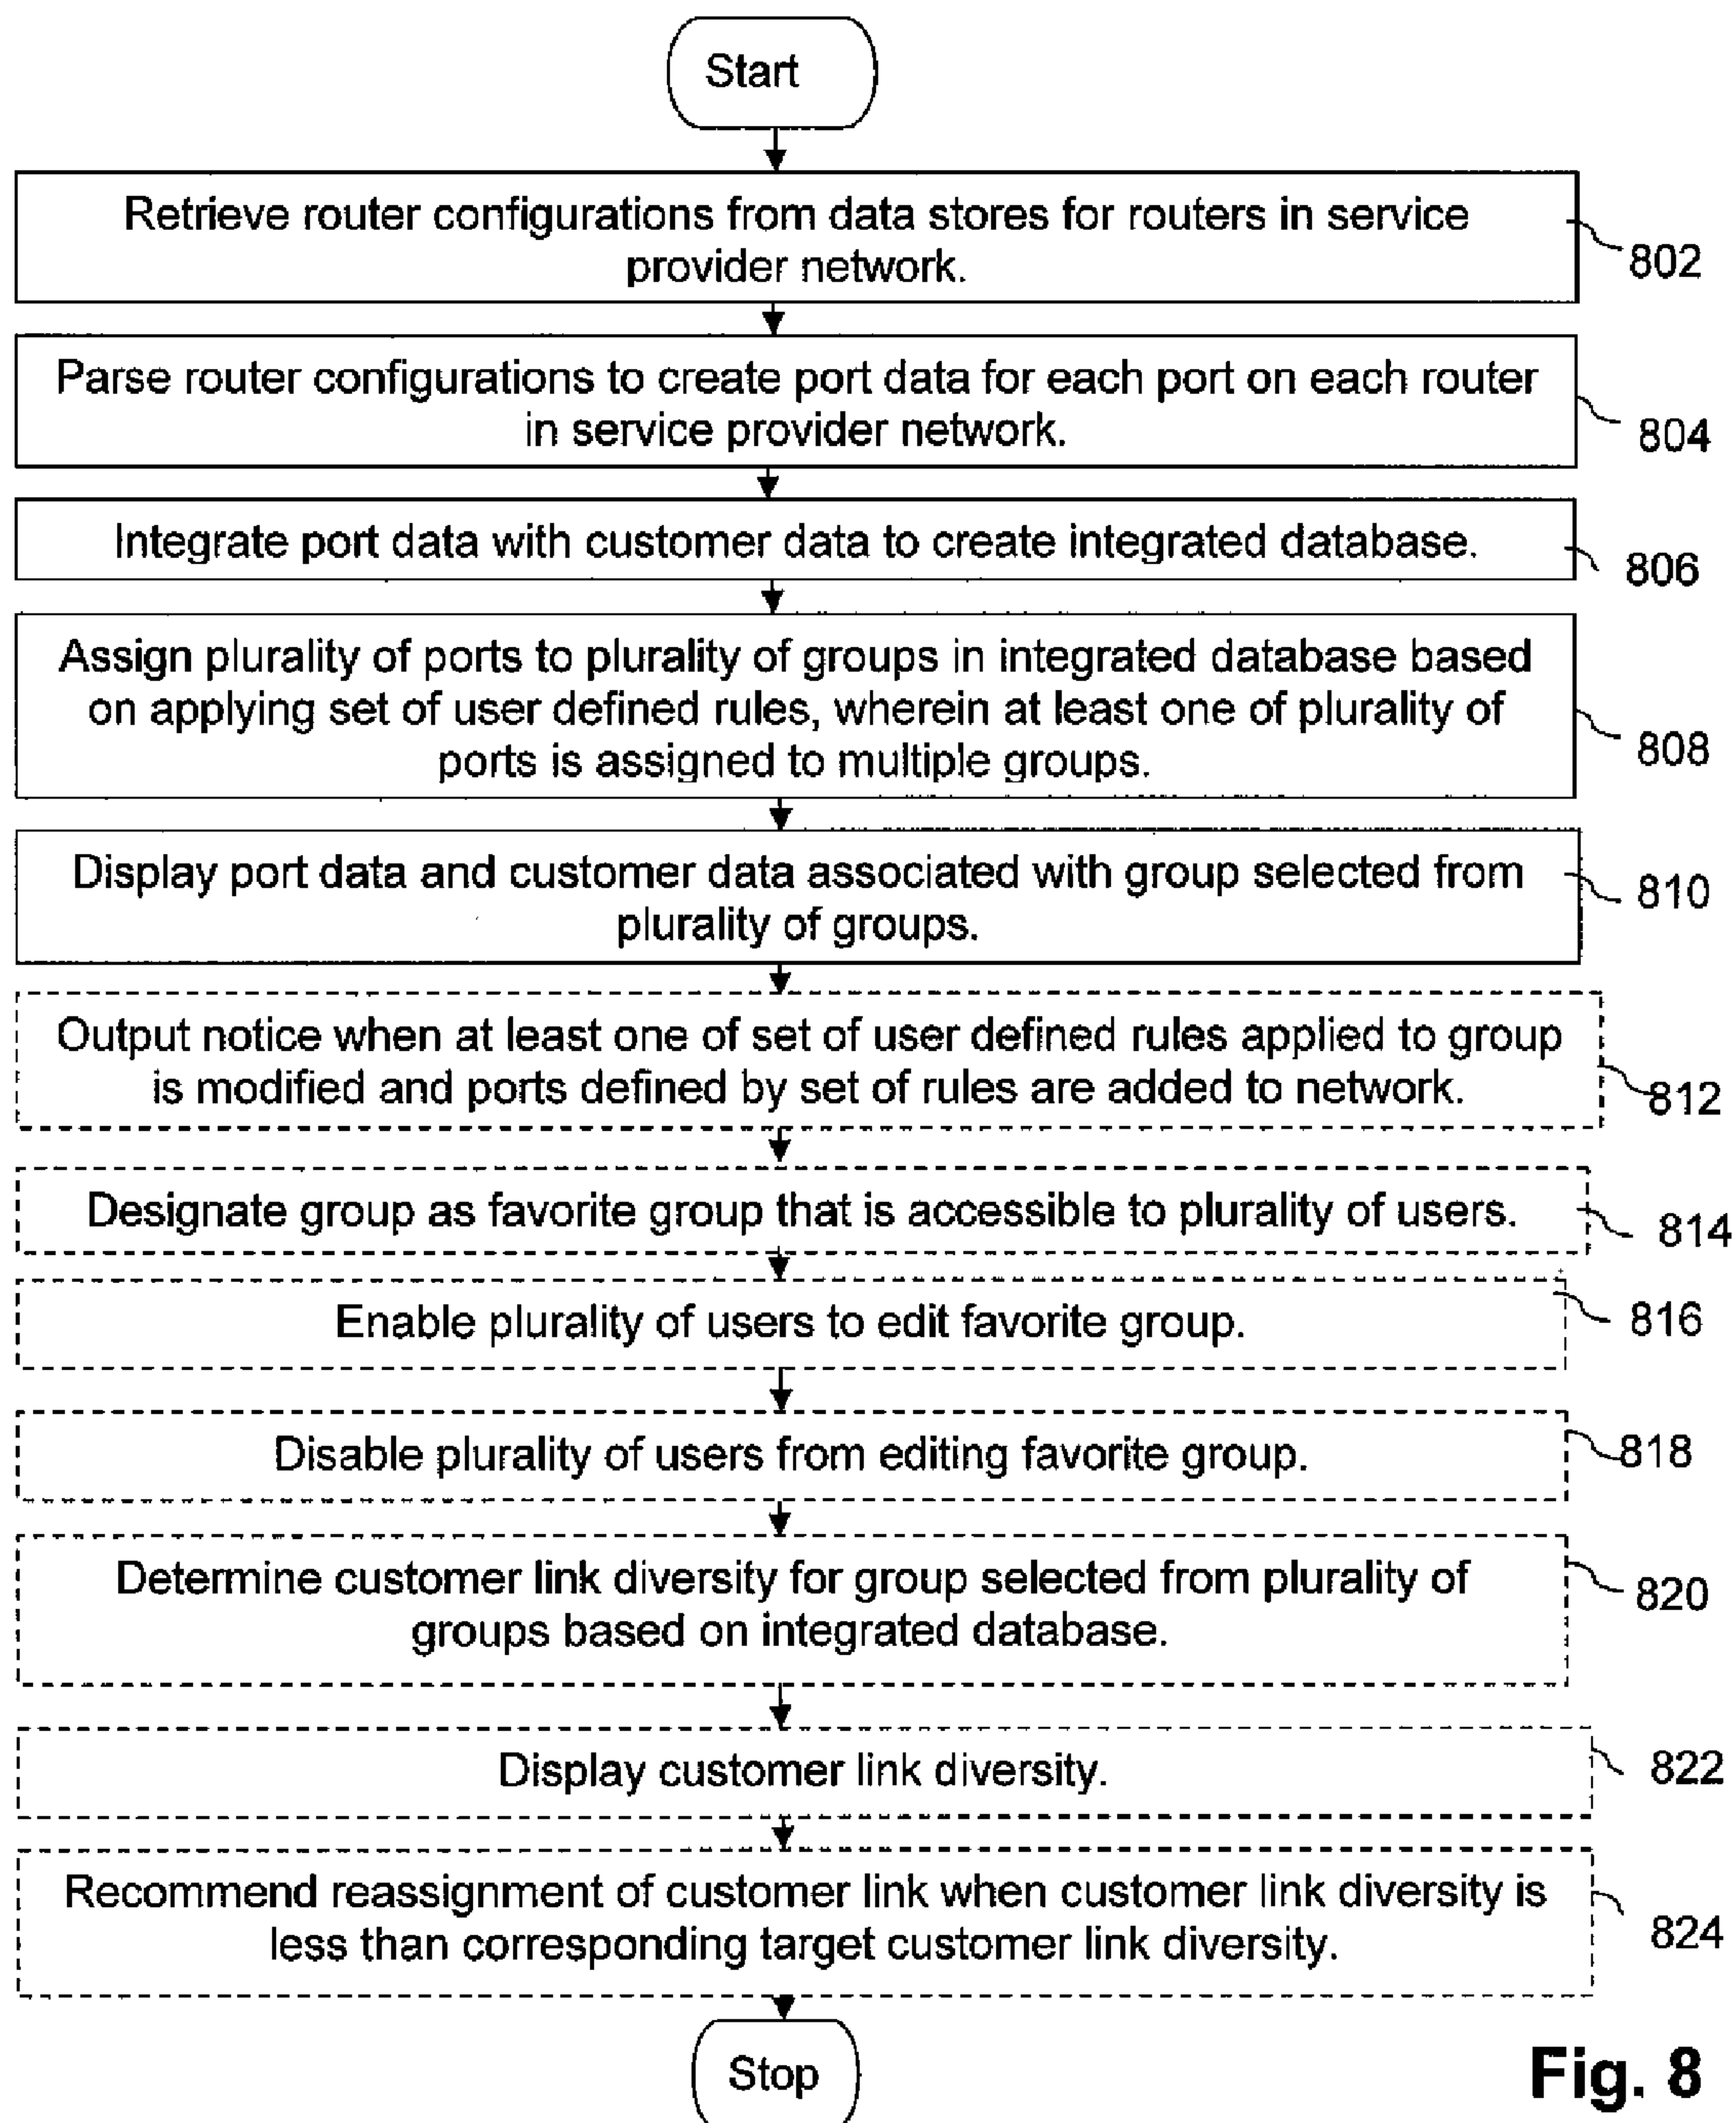 Start
Retrieve router configurations from data stores for routers in service
provider network.
802
Parse router configurations to create port data for each port on each router
in service provider network.
804
Integrate port data with customer data to create integrated database.
806
Assign plurality of ports to plurality of groups in integrated database based
on applying set of user defined rules, wherein at least one of plurality of
ports is assigned to multiple groups.
808
Display port data and customer data associated with group selected from
plurality of groups.
810
Output notice when at least one of set of user defined rules applied to group
is modified and ports defined by set of rules are added to network.
812
Designate group as favorite group that is accessible to plurality of users.
814
Enable plurality of users to edit favorite group.
816
Disable plurality of users from editing favorite group.
818
Determine customer link diversity for group selected from plurality of
groups based on integrated database.
820
Display customer link diversity.
822
Recommend reassignment of customer link when customer link diversity is
less than corresponding target customer link diversity.
824
Stop
Fig. 8